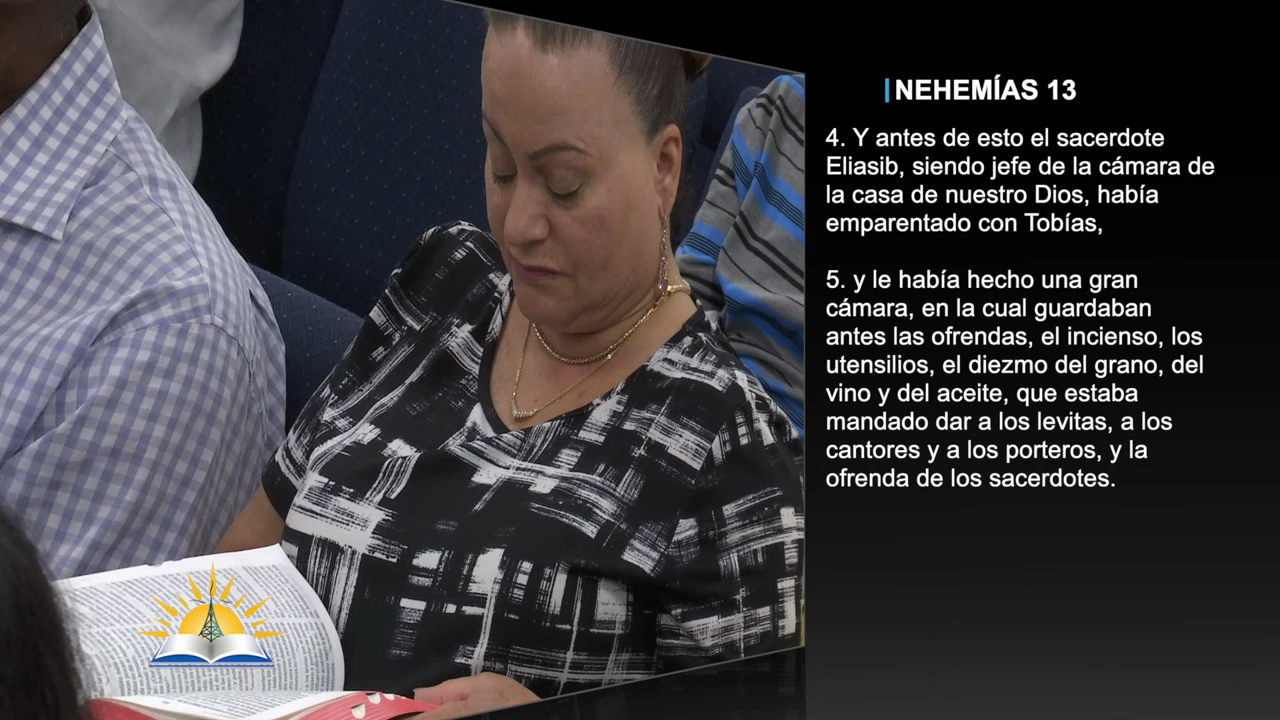 NEHEMÍAS 13
4. Y antes de esto el sacerdote
Eliasib, siendo jefe de la cámara de
la casa de nuestro Dios, había
emparentado con Tobías,
5. y le había hecho una gran
cámara, en la cual guardaban
antes las ofrendas, el incienso, los
utensilios, el diezmo del grano, del
vino y del aceite, que estaba
mandado dar a los levitas, a los
cantores y a los porteros, y la
ofrenda de los sacerdotes.